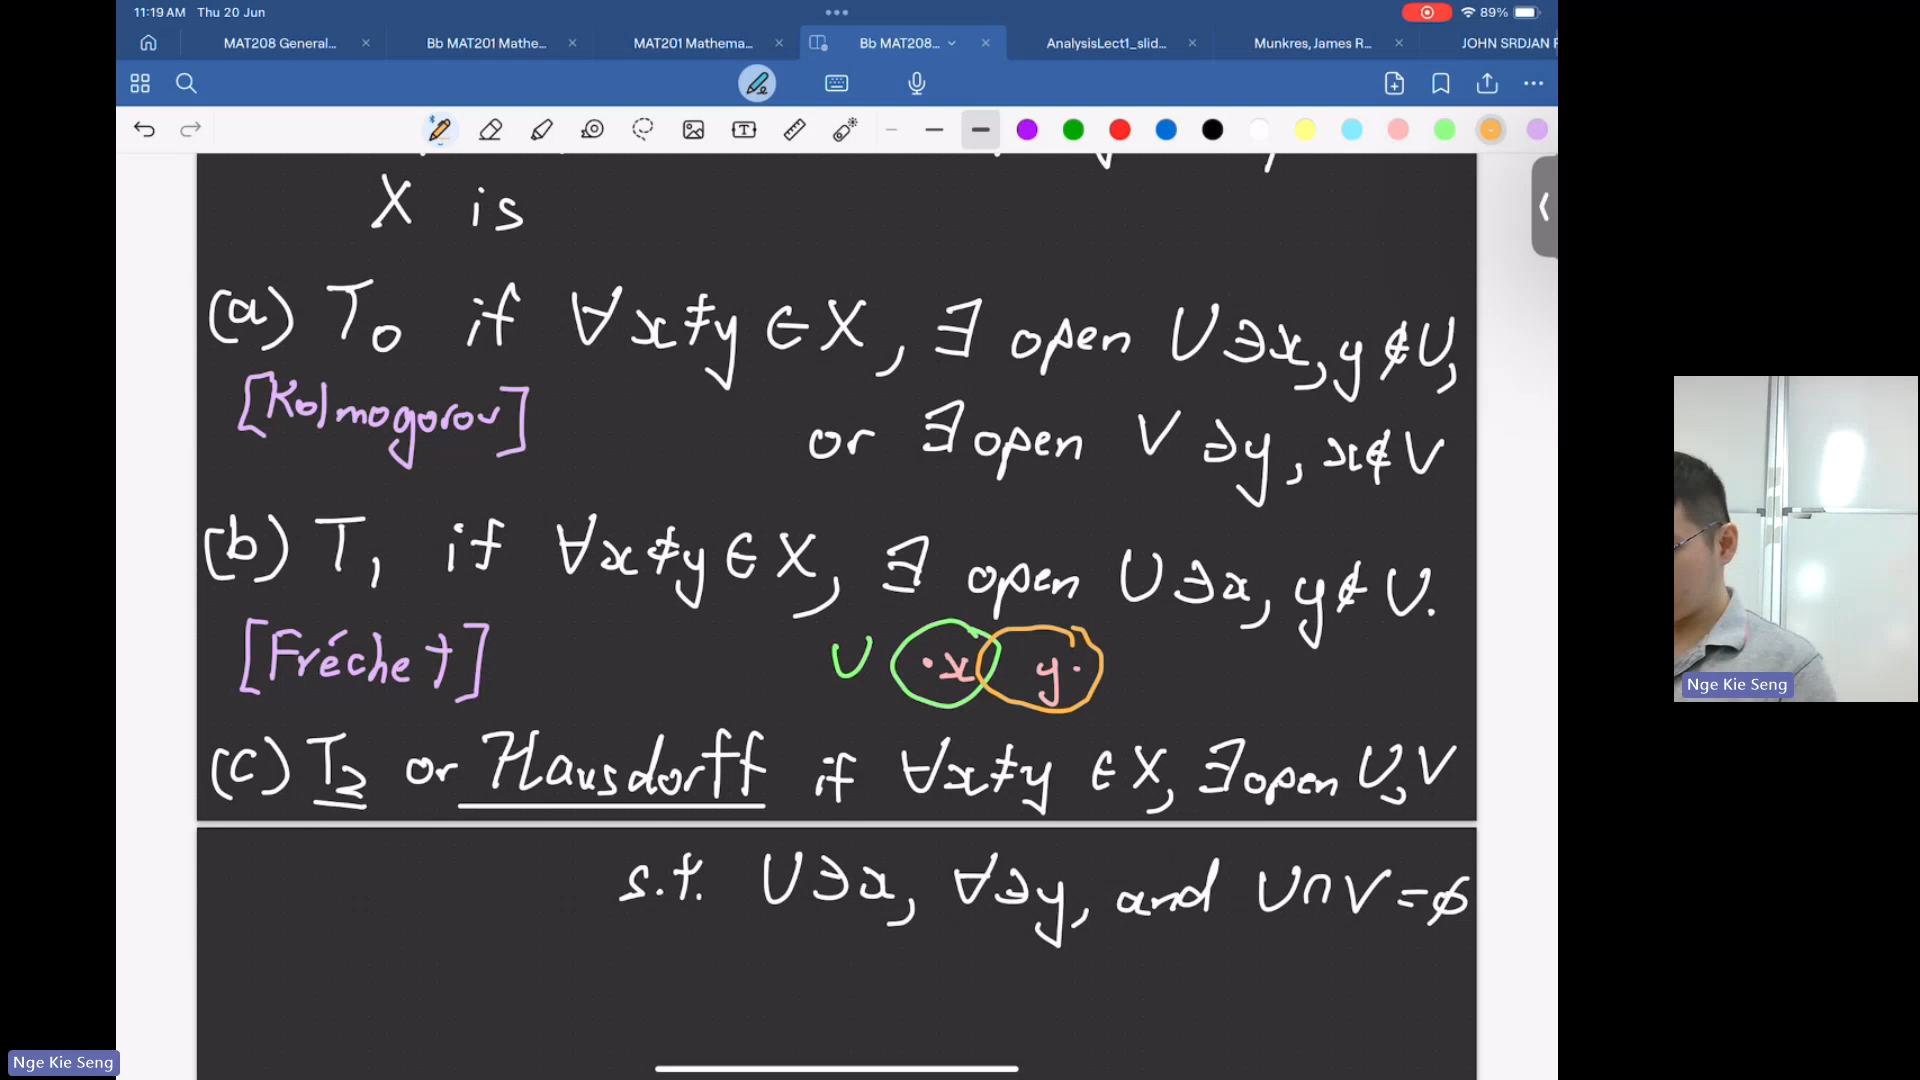 11:19 AM Thu 20 Jun
89%
MAT208 General...
Bb MAT201 Mathe...
MAT201 Mathema...
Bb MAT208...
AnalysisLect1_slid...
Munkres, James R...
JOHN SRDJAN
X is
(a) T₀ if ∀x≠y∈X, ∃ open U∋x, y∉U,
[Kolmogorov]
or ∃ open V∋y, x∉V
(b) T₁ if ∀x≠y∈X, ∃ open U∋x, y∉U.
[Fréchet]
U ·x y·
(c) T₂ or Hausdorff if ∀x≠y ∈X, ∃ open U,V
s.t. U∋x, ∀∋y, and U∩V=∅
Nge Kie Seng
Nge Kie Seng